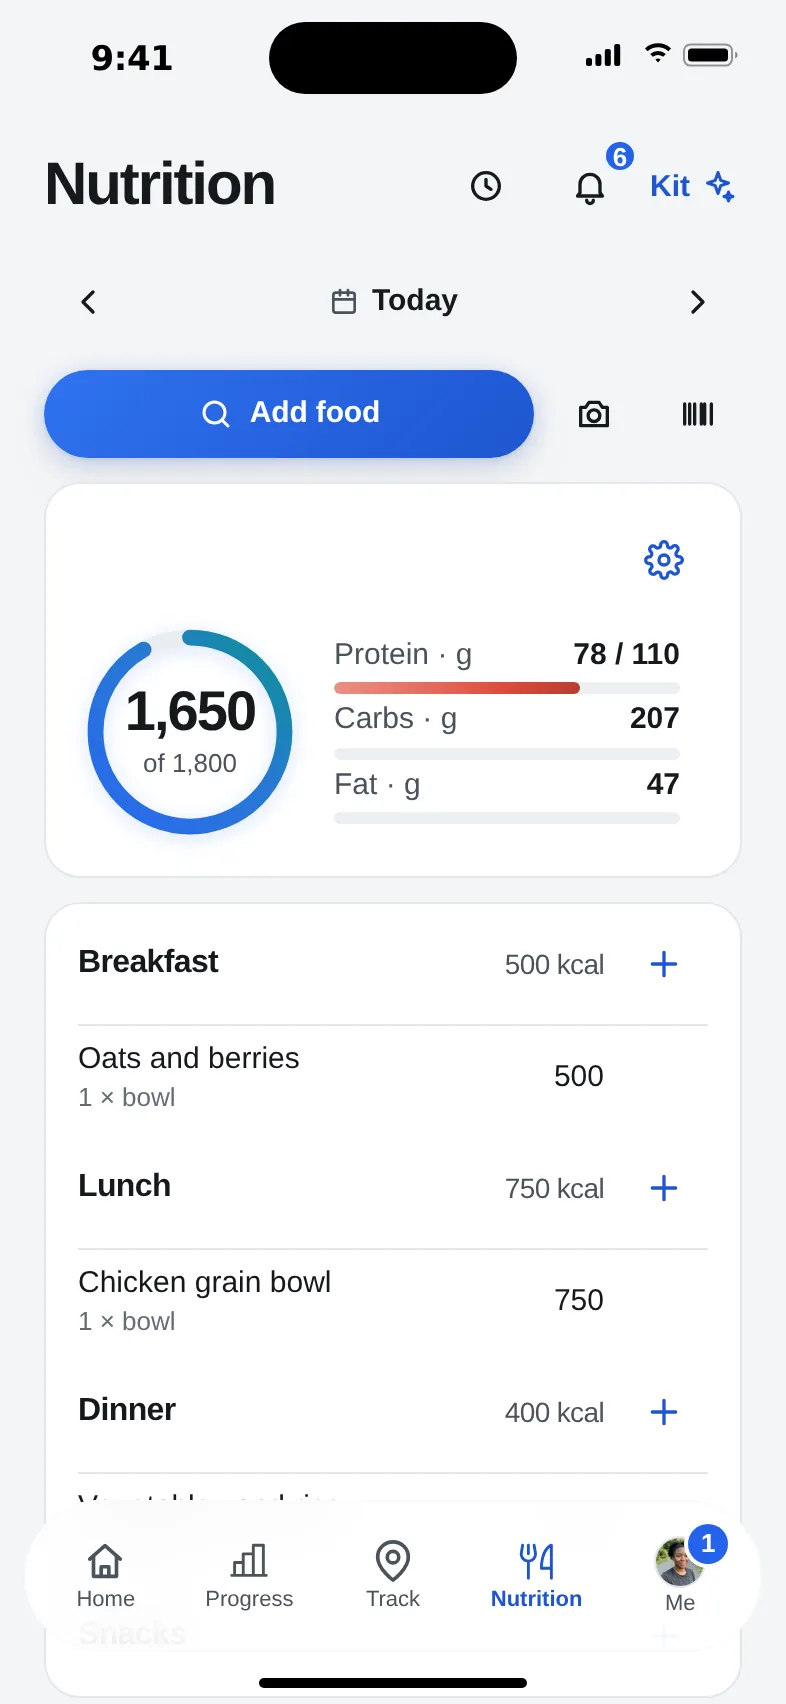 9:41
Nutrition
6
Kit
Today
Add food
1,650
of 1,800
Protein · g 78 / 110
Carbs · g 207
Fat · g 47
Breakfast 500 kcal
Oats and berries 500
1 × bowl
Lunch 750 kcal
Chicken grain bowl 750
1 × bowl
Dinner 400 kcal
Snacks
1
Home Progress Track Nutrition Me